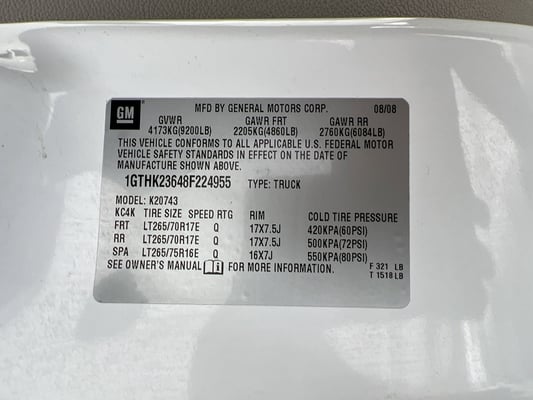 GM
MFD BY GENERAL MOTORS CORP. 08/08
GVWR GAWR FRT GAWR RR
4173KG(9200LB) 2205KG(4860LB) 2760KG(6084LB)
THIS VEHICLE CONFORMS TO ALL APPLICABLE U.S. FEDERAL MOTOR
VEHICLE SAFETY STANDARDS IN EFFECT ON THE DATE OF
MANUFACTURE SHOWN ABOVE.
1GTHK23648F224955 TYPE: TRUCK
MODEL: K20743
KC4K TIRE SIZE SPEED RTG RIM COLD TIRE PRESSURE
FRT LT265/70R17E Q 17X7.5J 420KPA(60PSI)
RR LT265/70R17E Q 17X7.5J 500KPA(72PSI)
SPA LT265/75R16E Q 16X7J 550KPA(80PSI)
SEE OWNER'S MANUAL FOR MORE INFORMATION.
F 321 LB
T 1518 LB